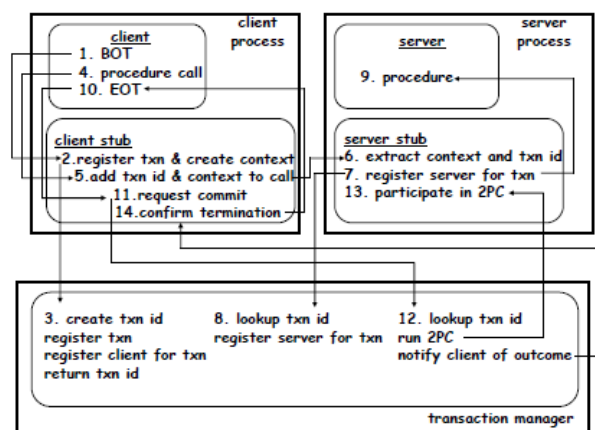 client
process
client
1. BOT
4. procedure call
10. EOT
client stub
2.register txn & create context
5.add txn id & context to call
11.request commit
14.confirm termination
server
process
server
9. procedure
server stub
6. extract context and txn id
7. register server for txn
13. participate in 2PC
3. create txn id
register txn
register client for txn
return txn id
8. lookup txn id
register server for txn
12. lookup txn id
run 2PC
notify client of outcome
transaction manager